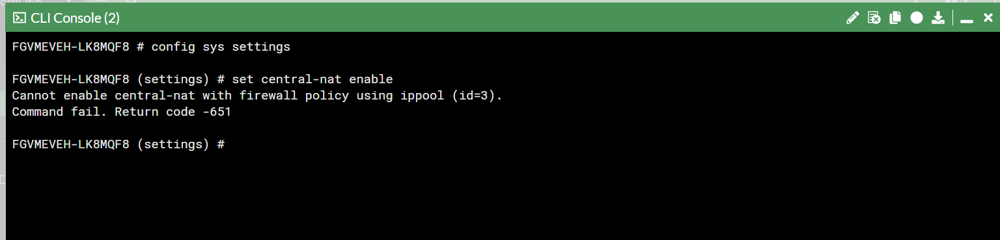 CLI Console (2)
FGVMEVEH-LK8MQF8 # config sys settings
FGVMEVEH-LK8MQF8 (settings) # set central-nat enable
Cannot enable central-nat with firewall policy using ippool (id=3).
Command fail. Return code -651
FGVMEVEH-LK8MQF8 (settings) #